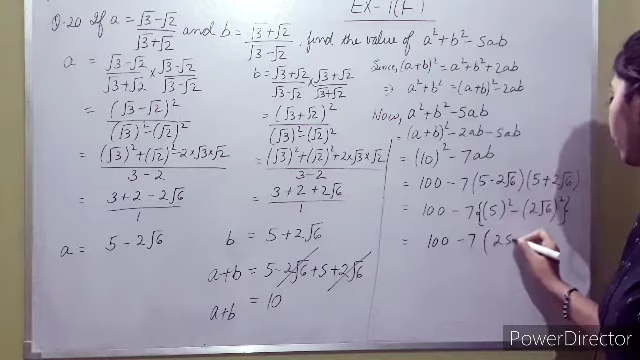 EX-1(F)
Q.20 If a = (√3-√2)/(√3+√2) and b = (√3+√2)/(√3-√2), find the value of a²+b²-5ab
a = (√3-√2)/(√3+√2) × (√3-√2)/(√3-√2)
= (√3-√2)²/((√3)²-(√2)²)
= ((√3)²+(√2)²-2×√3×√2)/(3-2)
= (3+2-2√6)/1
a = 5-2√6
b = (√3+√2)/(√3-√2) × (√3+√2)/(√3+√2)
= (√3+√2)²/((√3)²-(√2)²)
= ((√3)²+(√2)²+2×√3×√2)/(3-2)
= (3+2+2√6)/1
b = 5+2√6
a+b = 5-2√6+5+2√6
a+b = 10
Since, (a+b)² = a²+b²+2ab
⇒ a²+b² = (a+b)²-2ab
Now, a²+b²-5ab
= (a+b)²-2ab-5ab
= (10)²-7ab
= 100-7(5-2√6)(5+2√6)
= 100-7{(5)²-(2√6)²}
= 100-7(25
PowerDirector